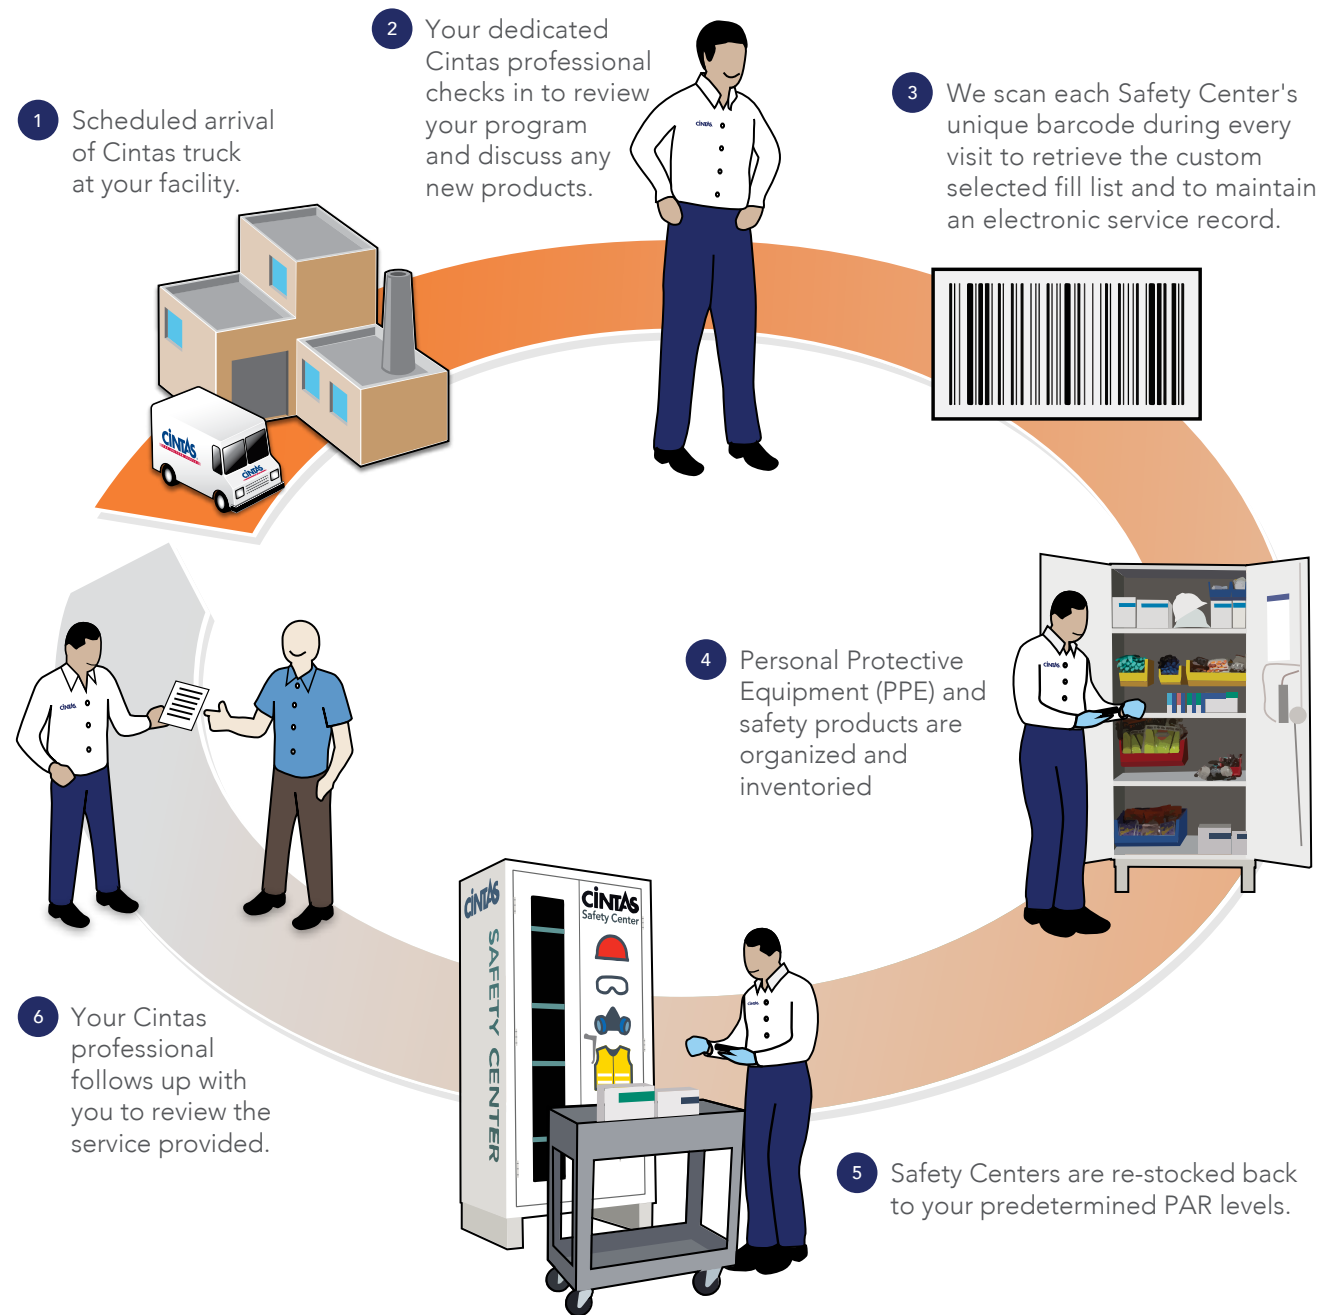 1
Scheduled arrival
of Cintas truck
at your facility.
2
Your dedicated
Cintas professional
checks in to review
your program
and discuss any
new products.
3
We scan each Safety Center's
unique barcode during every
visit to retrieve the custom
selected fill list and to maintain
an electronic service record.
CINTAS
CINTAS
CINTAS
4
Personal Protective
Equipment (PPE) and
safety products are
organized and
inventoried
CINTAS
5
Safety Centers are re-stocked back
to your predetermined PAR levels.
CINTAS
SAFETY CENTER
CINTAS
Safety Center
CINTAS
6
Your Cintas
professional
follows up with
you to review the
service provided.
CINTAS